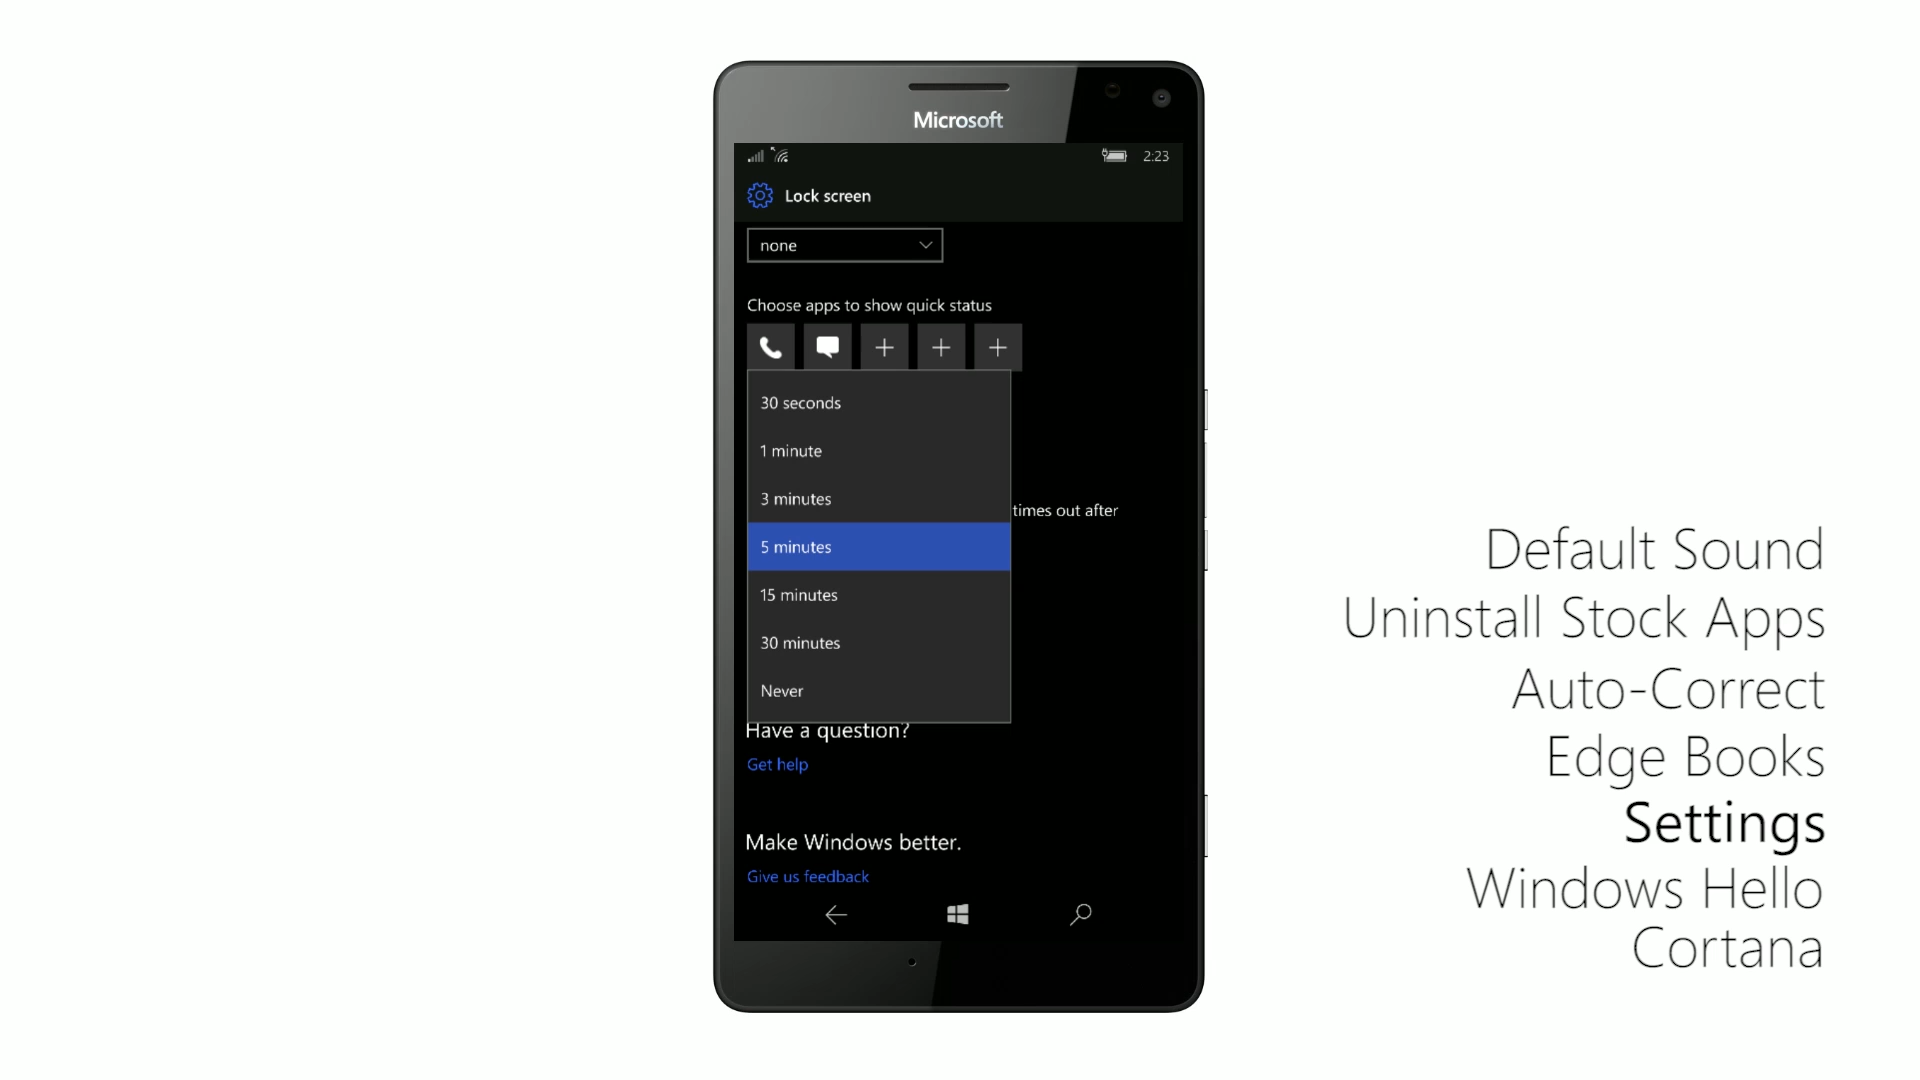 Microsoft
2:23
Lock screen
none
Choose apps to show quick status
30 seconds
1 minute
3 minutes
times out after
5 minutes
15 minutes
30 minutes
Never
Have a question?
Get help
Make Windows better.
Give us feedback
Default Sound
Uninstall Stock Apps
Auto-Correct
Edge Books
Settings
Windows Hello
Cortana